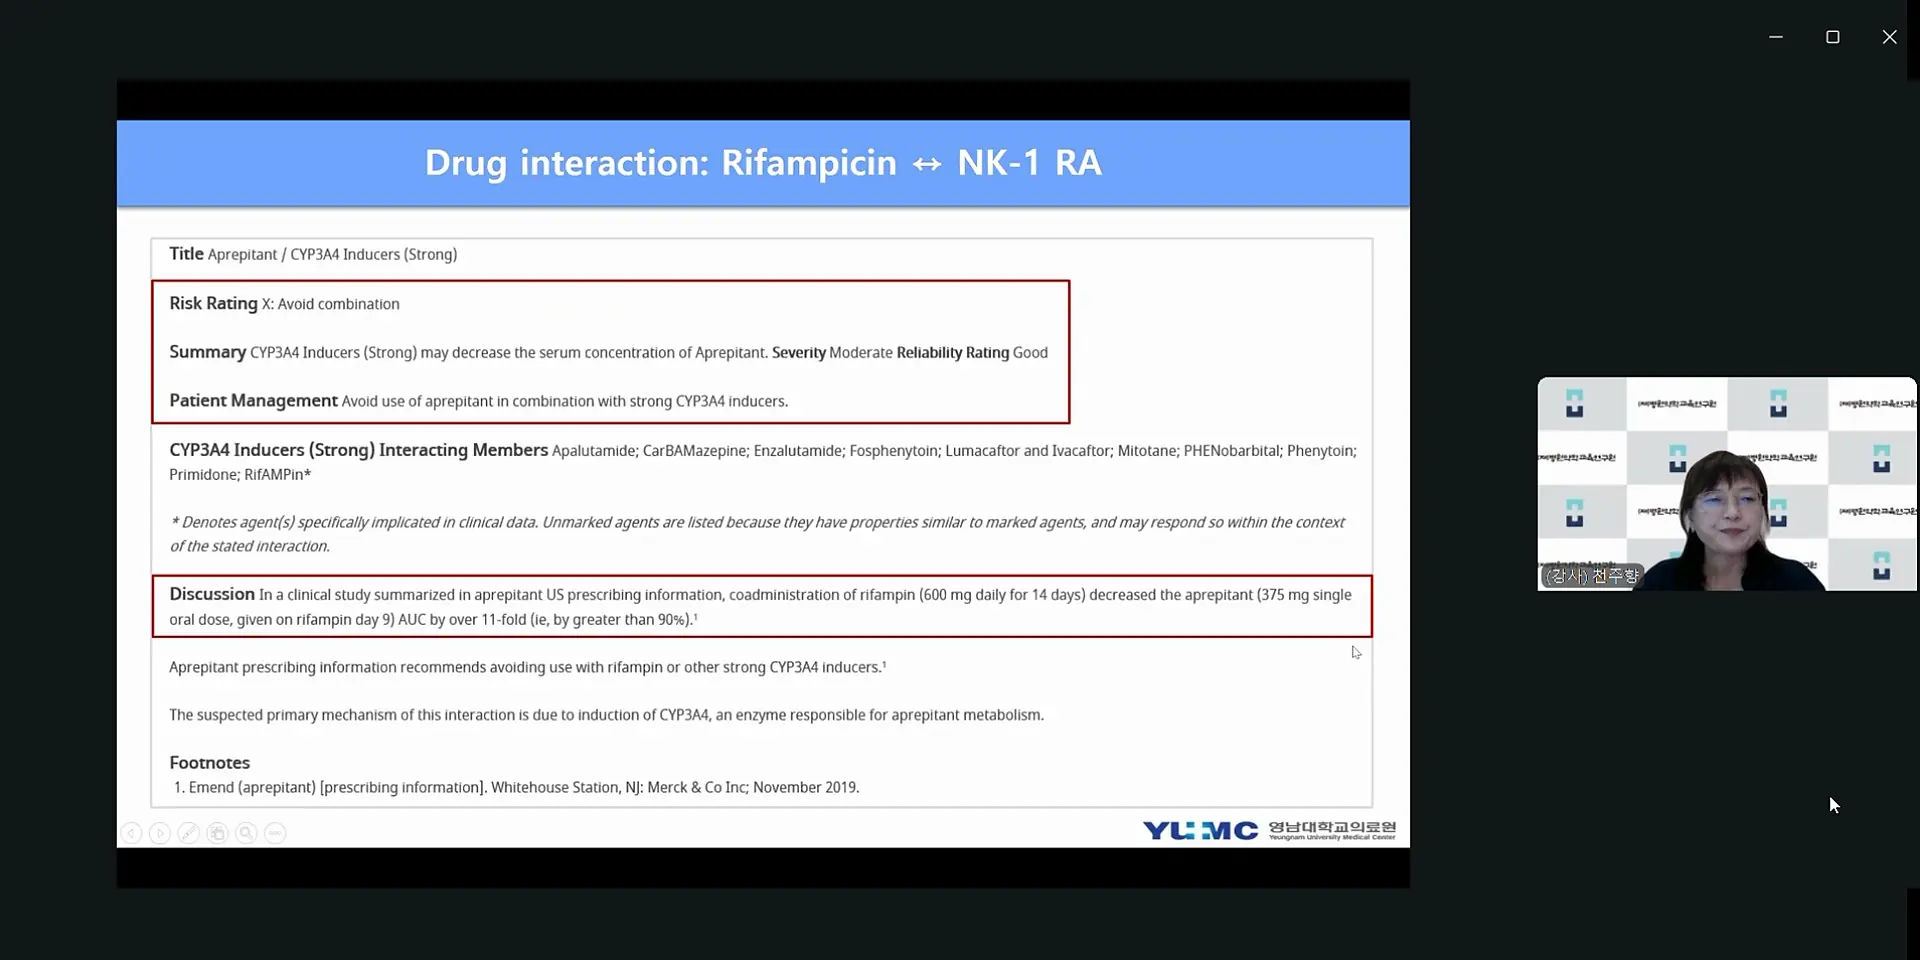 Drug interaction: Rifampicin ↔ NK-1 RA
Title Aprepitant / CYP3A4 Inducers (Strong)
Risk Rating X: Avoid combination
Summary CYP3A4 Inducers (Strong) may decrease the serum concentration of Aprepitant. Severity Moderate Reliability Rating Good
Patient Management Avoid use of aprepitant in combination with strong CYP3A4 inducers.
CYP3A4 Inducers (Strong) Interacting Members Apalutamide; CarBAMazepine; Enzalutamide; Fosphenytoin; Lumacaftor and Ivacaftor; Mitotane; PHENobarbital; Phenytoin;
Primidone; RifAMPin*
* Denotes agent(s) specifically implicated in clinical data. Unmarked agents are listed because they have properties similar to marked agents, and may respond so within the context
of the stated interaction.
Discussion In a clinical study summarized in aprepitant US prescribing information, coadministration of rifampin (600 mg daily for 14 days) decreased the aprepitant (375 mg single
oral dose, given on rifampin day 9) AUC by over 11-fold (ie, by greater than 90%).¹
Aprepitant prescribing information recommends avoiding use with rifampin or other strong CYP3A4 inducers.¹
The suspected primary mechanism of this interaction is due to induction of CYP3A4, an enzyme responsible for aprepitant metabolism.
Footnotes
1. Emend (aprepitant) [prescribing information]. Whitehouse Station, NJ: Merck & Co Inc; November 2019.
YUMC 영남대학교의료원
Yeungnam University Medical Center
(강사) 천주향